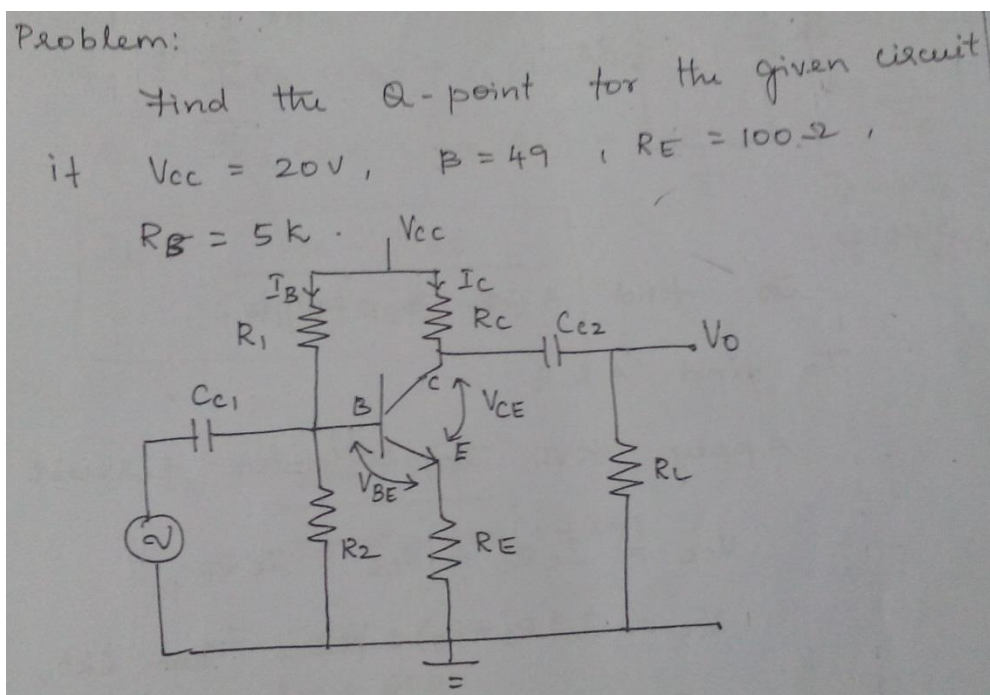 Problem:
Find the Q-point for the given circuit
if Vcc = 20V, β = 49, RE = 100Ω,
RB = 5K.
Vcc
IB
IC
R1
RC
Cc2
Vo
Cc1
B
C
VCE
E
VBE
RL
R2
RE